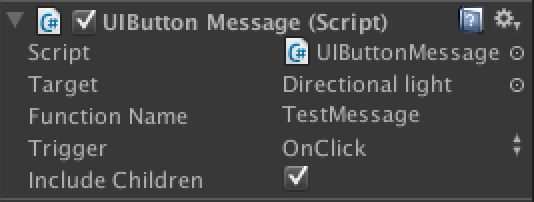 UIButton Message (Script)
Script UIButtonMessage
Target Directional light
Function Name TestMessage
Trigger OnClick
Include Children